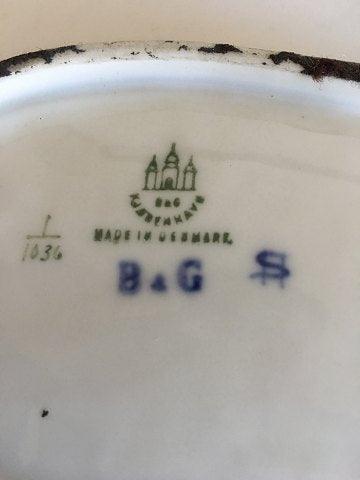 B&G
KJØBENHAVN
MADE IN DENMARK.
1
1036
B&G S